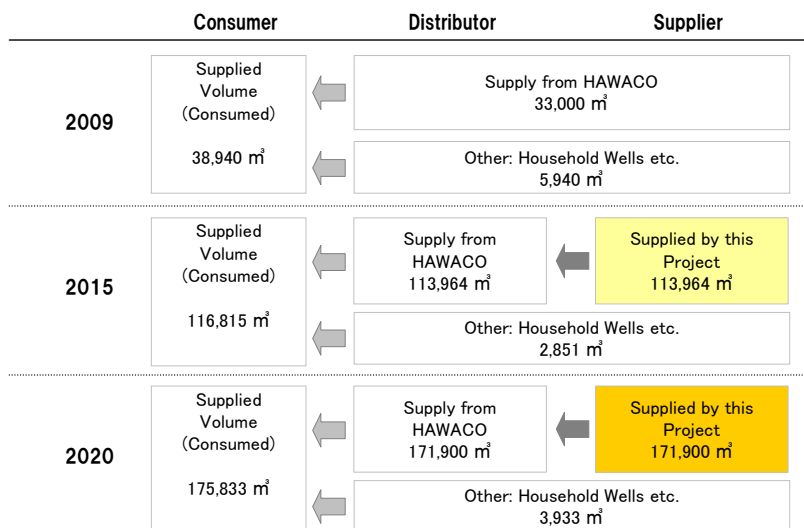 Consumer Distributor Supplier
2009
Supplied
Volume
(Consumed)
38,940 ㎥
Supply from HAWACO
33,000 ㎥
Other: Household Wells etc.
5,940 ㎥
2015
Supplied
Volume
(Consumed)
116,815 ㎥
Supply from
HAWACO
113,964 ㎥
Supplied by this
Project
113,964 ㎥
Other: Household Wells etc.
2,851 ㎥
2020
Supplied
Volume
(Consumed)
175,833 ㎥
Supply from
HAWACO
171,900 ㎥
Supplied by this
Project
171,900 ㎥
Other: Household Wells etc.
3,933 ㎥